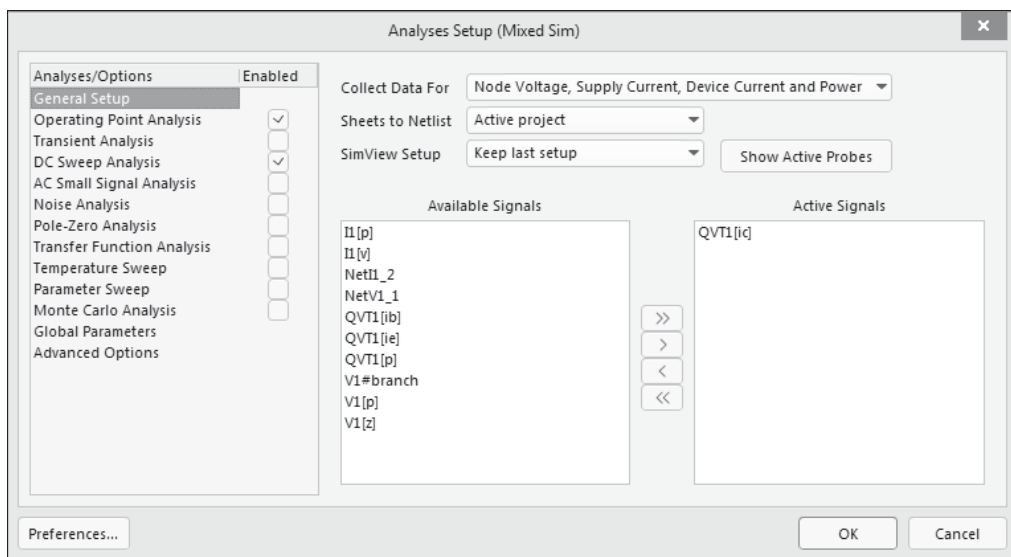 Analyses Setup (Mixed Sim)
Analyses/Options Enabled
General Setup
Operating Point Analysis
Transient Analysis
DC Sweep Analysis
AC Small Signal Analysis
Noise Analysis
Pole-Zero Analysis
Transfer Function Analysis
Temperature Sweep
Parameter Sweep
Monte Carlo Analysis
Global Parameters
Advanced Options
Collect Data For Node Voltage, Supply Current, Device Current and Power
Sheets to Netlist Active project
SimView Setup Keep last setup Show Active Probes
Available Signals
I1[p]
I1[v]
NetI1_2
NetV1_1
QVT1[ib]
QVT1[ie]
QVT1[p]
V1#branch
V1[p]
V1[z]
>>
>
<
<<
Active Signals
QVT1[ic]
Preferences... OK Cancel